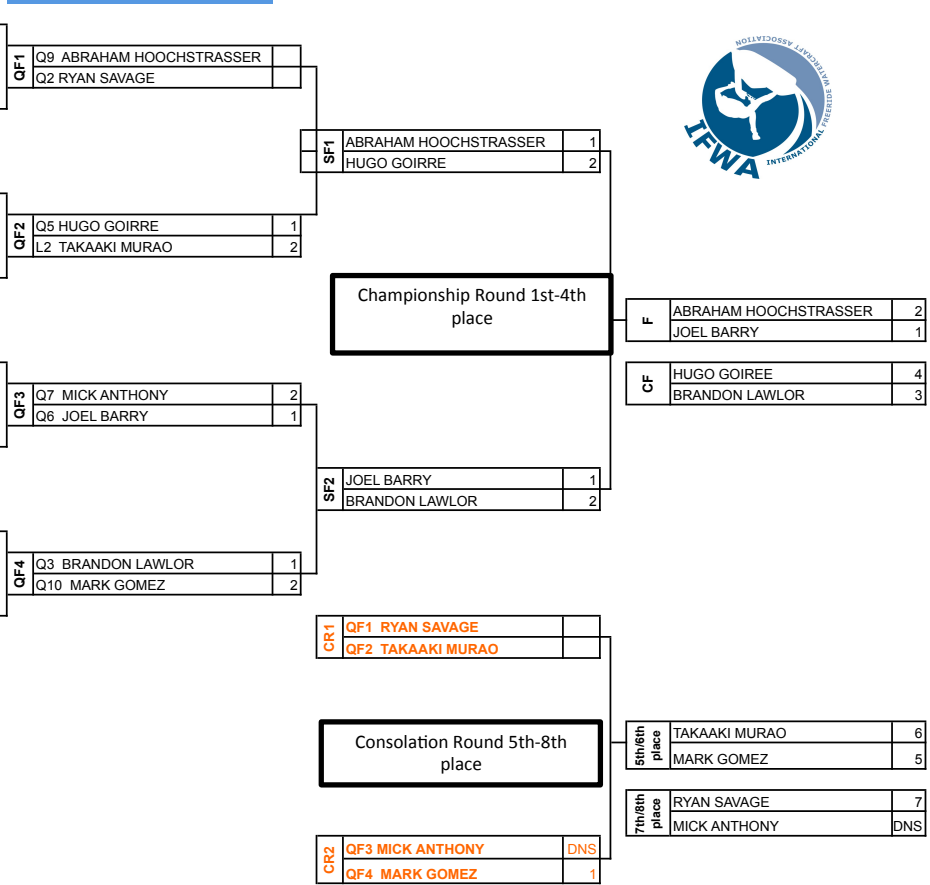 QF1
Q9 ABRAHAM HOOCHSTRASSER
Q2 RYAN SAVAGE
INTERNATIONAL FREERIDE WATERCRAFT ASSOCIATION
IFWA
SF1
ABRAHAM HOOCHSTRASSER 1
HUGO GOIRRE 2
QF2
Q5 HUGO GOIRRE 1
L2 TAKAAKI MURAO 2
Championship Round 1st-4th
place
F
ABRAHAM HOOCHSTRASSER 2
JOEL BARRY 1
CF
HUGO GOIREE 4
BRANDON LAWLOR 3
QF3
Q7 MICK ANTHONY 2
Q6 JOEL BARRY 1
SF2
JOEL BARRY 1
BRANDON LAWLOR 2
QF4
Q3 BRANDON LAWLOR 1
Q10 MARK GOMEZ 2
CR1
QF1 RYAN SAVAGE
QF2 TAKAAKI MURAO
Consolation Round 5th-8th
place
5th/6th
place
TAKAAKI MURAO 6
MARK GOMEZ 5
7th/8th
place
RYAN SAVAGE 7
MICK ANTHONY DNS
CR2
QF3 MICK ANTHONY DNS
QF4 MARK GOMEZ 1